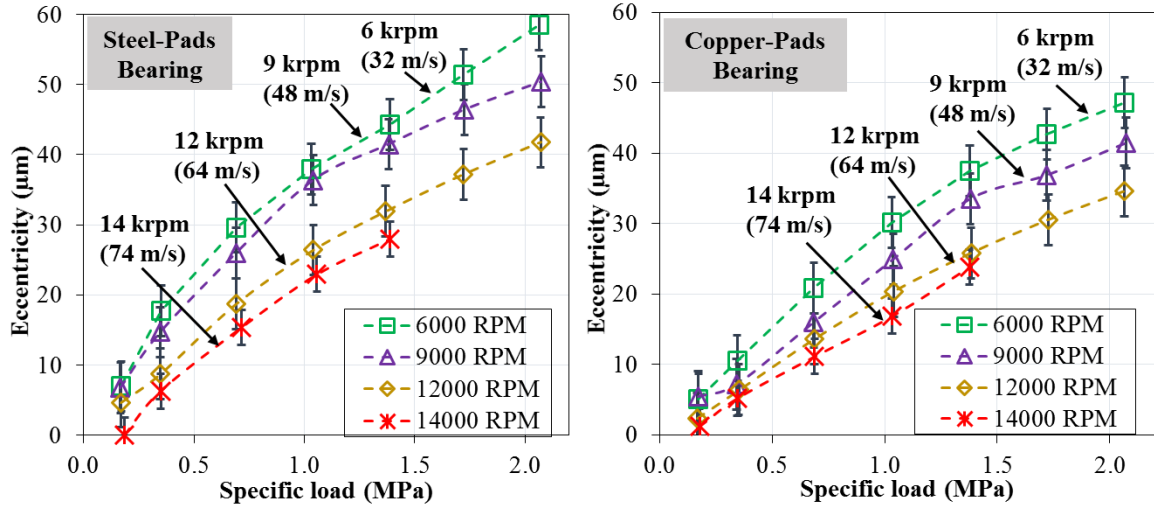 60
50
40
30
20
10
0
Eccentricity (µm)
Steel-Pads
Bearing
6 krpm
(32 m/s)
9 krpm
(48 m/s)
12 krpm
(64 m/s)
14 krpm
(74 m/s)
6000 RPM
9000 RPM
12000 RPM
14000 RPM
0.0 0.5 1.0 1.5 2.0
Specific load (MPa)
60
50
40
30
20
10
0
Eccentricity (µm)
Copper-Pads
Bearing
6 krpm
(32 m/s)
9 krpm
(48 m/s)
12 krpm
(64 m/s)
14 krpm
(74 m/s)
6000 RPM
9000 RPM
12000 RPM
14000 RPM
0.0 0.5 1.0 1.5 2.0
Specific load (MPa)